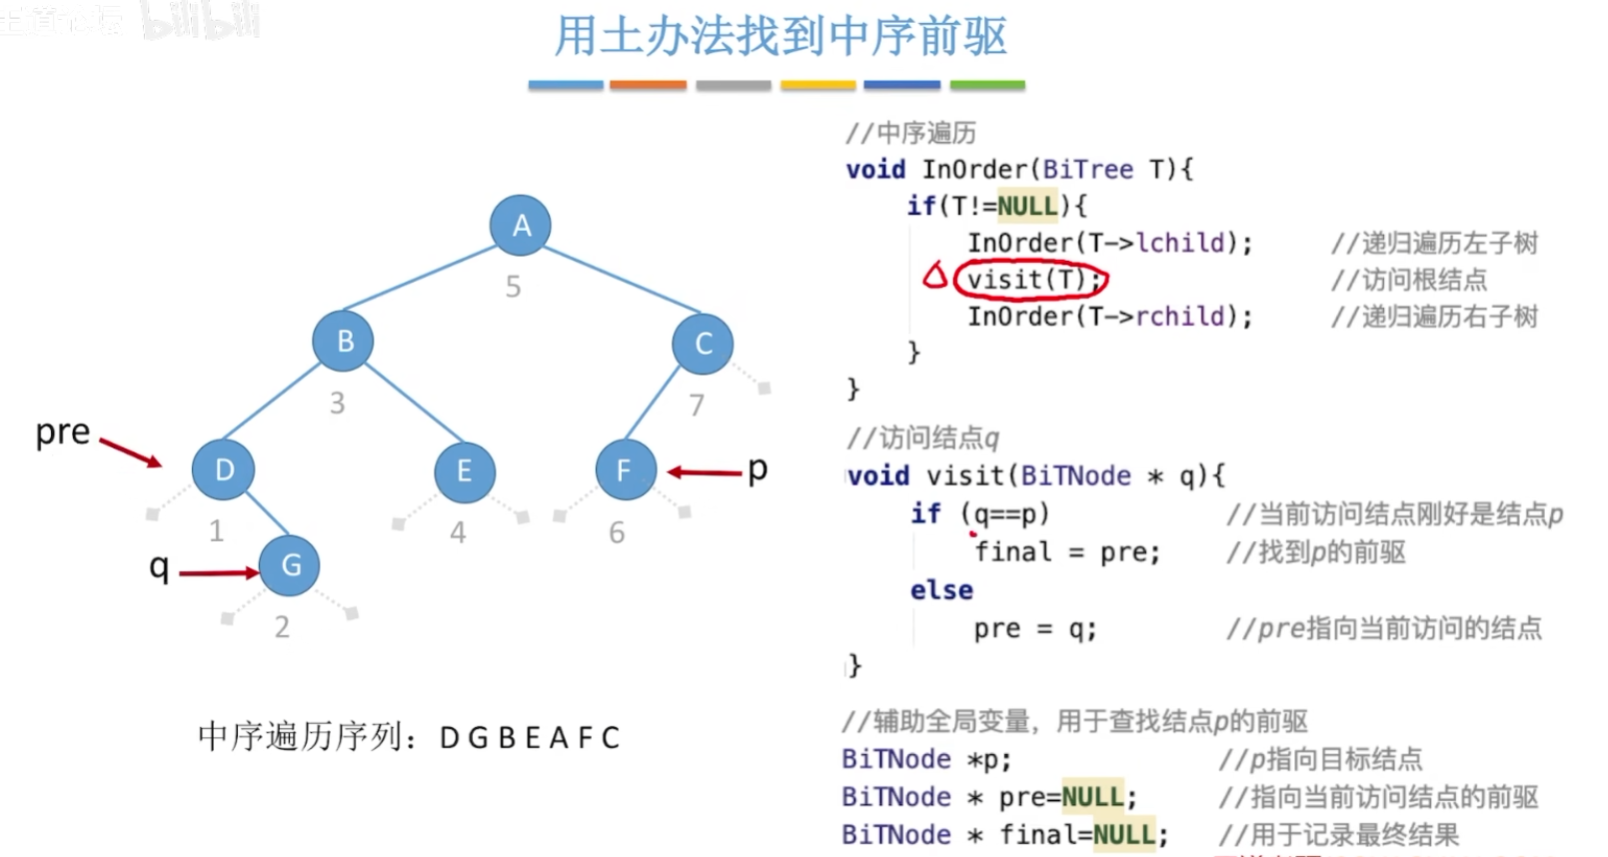 bilibili
用土办法找到中序前驱
A
5
B
3
C
7
pre
D
1
E
4
F
6
p
q
G
2
中序遍历序列：D G B E A F C
//中序遍历
void InOrder(BiTree T){
if(T!=NULL){
InOrder(T->lchild); //递归遍历左子树
visit(T); //访问根结点
InOrder(T->rchild); //递归遍历右子树
}
}
//访问结点q
void visit(BiTNode * q){
if (q==p) //当前访问结点刚好是结点p
final = pre; //找到p的前驱
else
pre = q; //pre指向当前访问的结点
}
//辅助全局变量，用于查找结点p的前驱
BiTNode *p; //p指向目标结点
BiTNode * pre=NULL; //指向当前访问结点的前驱
BiTNode * final=NULL; //用于记录最终结果